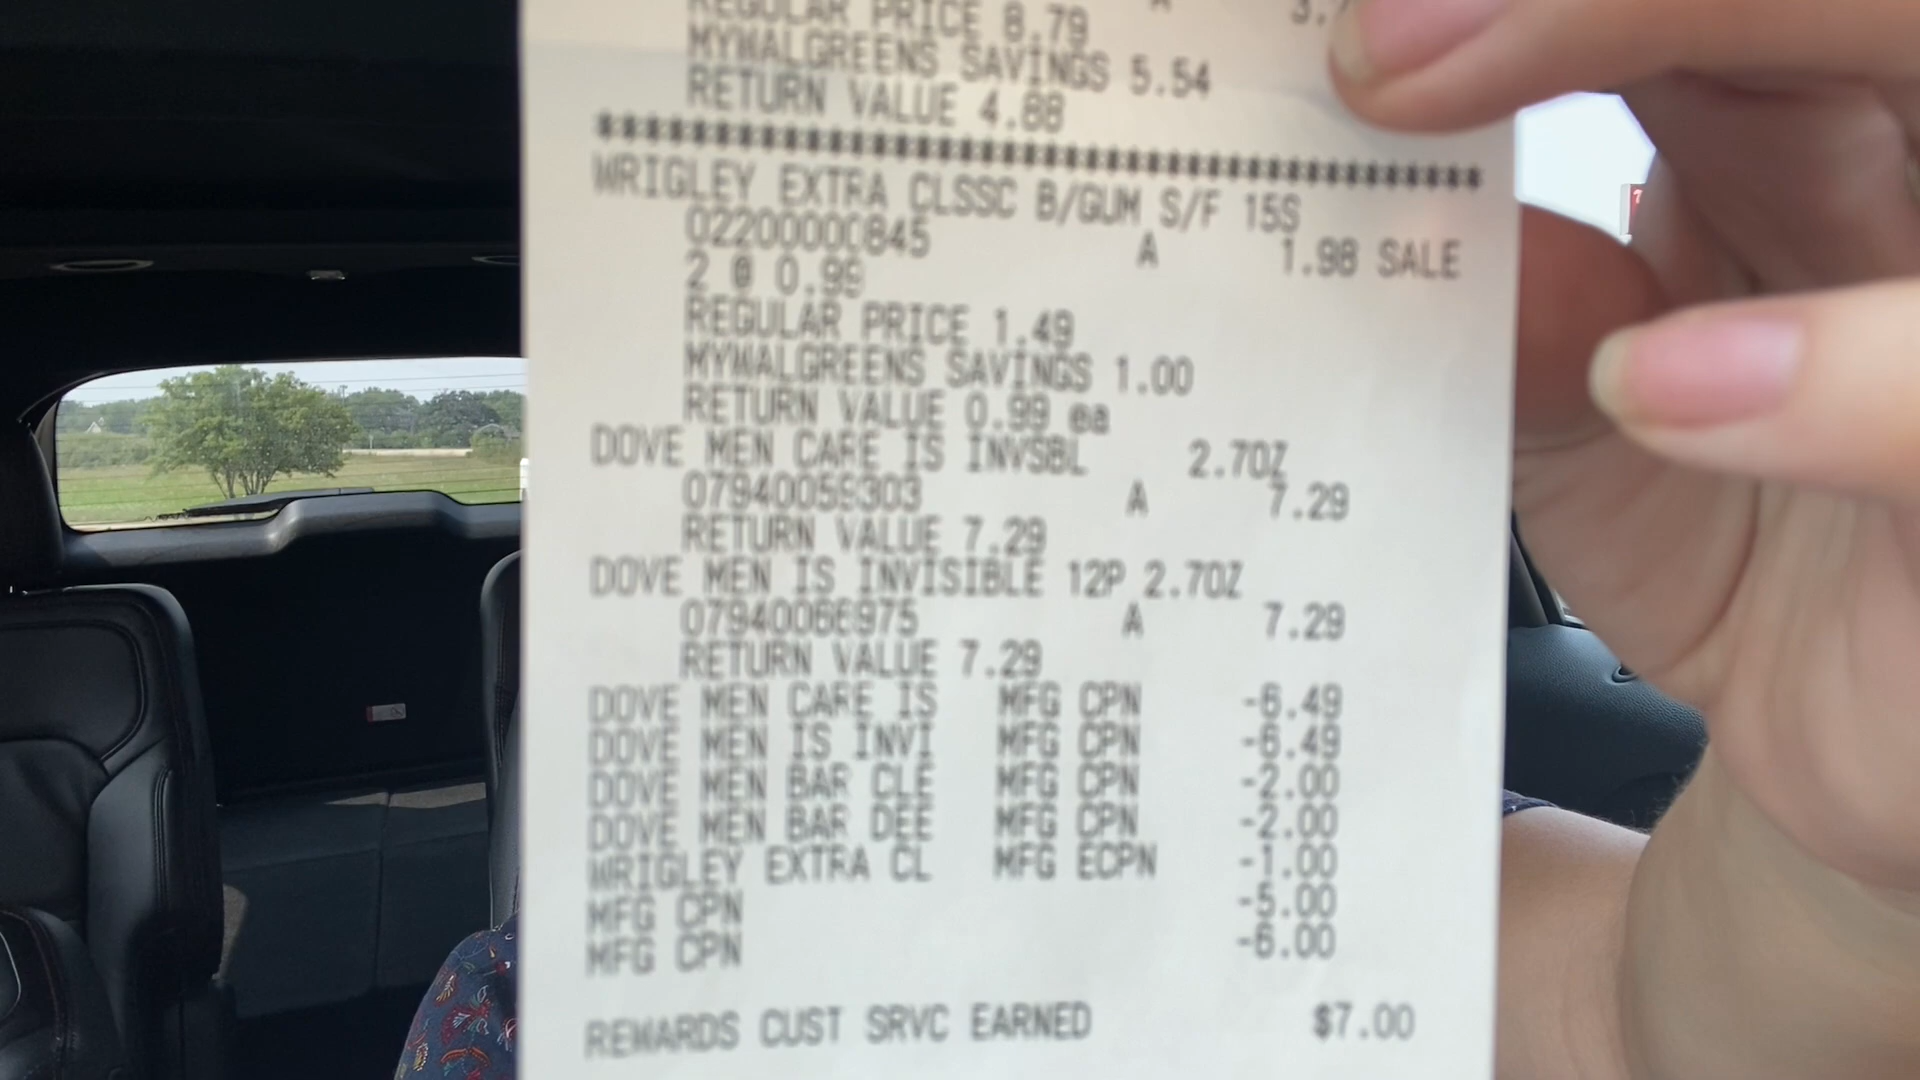 REGULAR PRICE 8.79 A 3.
MYWALGREENS SAVINGS 5.54
RETURN VALUE 4.88
WRIGLEY EXTRA CLSSC B/GUM S/F 15S
02200000845 A 1.98 SALE
2 @ 0.99
REGULAR PRICE 1.49
MYWALGREENS SAVINGS 1.00
RETURN VALUE 0.99 ea
DOVE MEN CARE IS INVSBL 2.7OZ
07940059303 A 7.29
RETURN VALUE 7.29
DOVE MEN IS INVISIBLE 12P 2.7OZ
07940066975 A 7.29
RETURN VALUE 7.29
DOVE MEN CARE IS MFG CPN -6.49
DOVE MEN IS INVI MFG CPN -6.49
DOVE MEN BAR CLE MFG CPN -2.00
DOVE MEN BAR DEE MFG CPN -2.00
WRIGLEY EXTRA CL MFG ECPN -1.00
MFG CPN -5.00
MFG CPN -6.00
REWARDS CUST SRVC EARNED $7.00